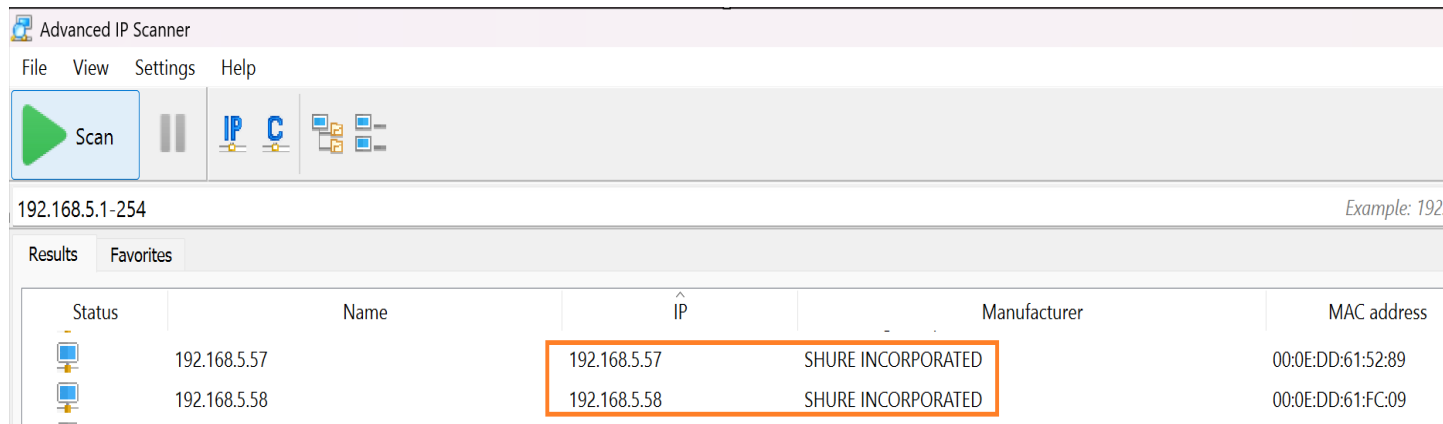 Advanced IP Scanner
File View Settings Help
Scan IP C
192.168.5.1-254 Example: 192
Results Favorites
Status Name IP Manufacturer MAC address
192.168.5.57 192.168.5.57 SHURE INCORPORATED 00:0E:DD:61:52:89
192.168.5.58 192.168.5.58 SHURE INCORPORATED 00:0E:DD:61:FC:09